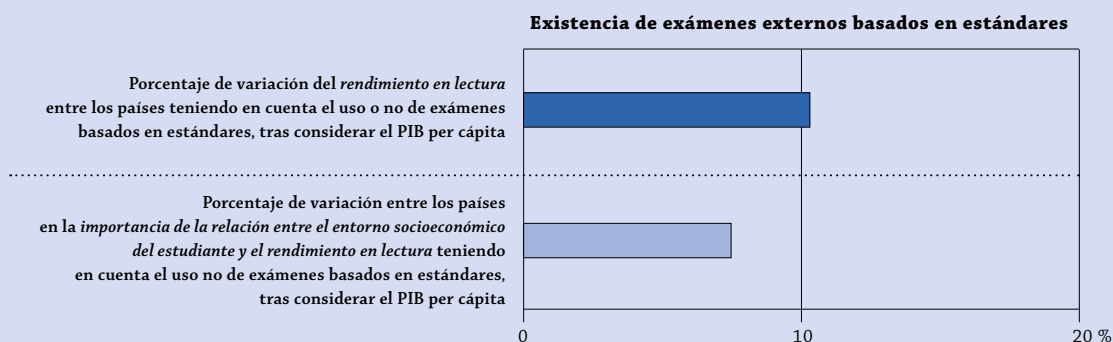 Existencia de exámenes externos basados en estándares
Porcentaje de variación del rendimiento en lectura
entre los países teniendo en cuenta el uso o no de exámenes
basados en estándares, tras considerar el PIB per cápita
Porcentaje de variación entre los países
en la importancia de la relación entre el entorno socioeconómico
del estudiante y el rendimiento en lectura teniendo
en cuenta el uso no de exámenes basados en estándares,
tras considerar el PIB per cápita
0 10 20 %